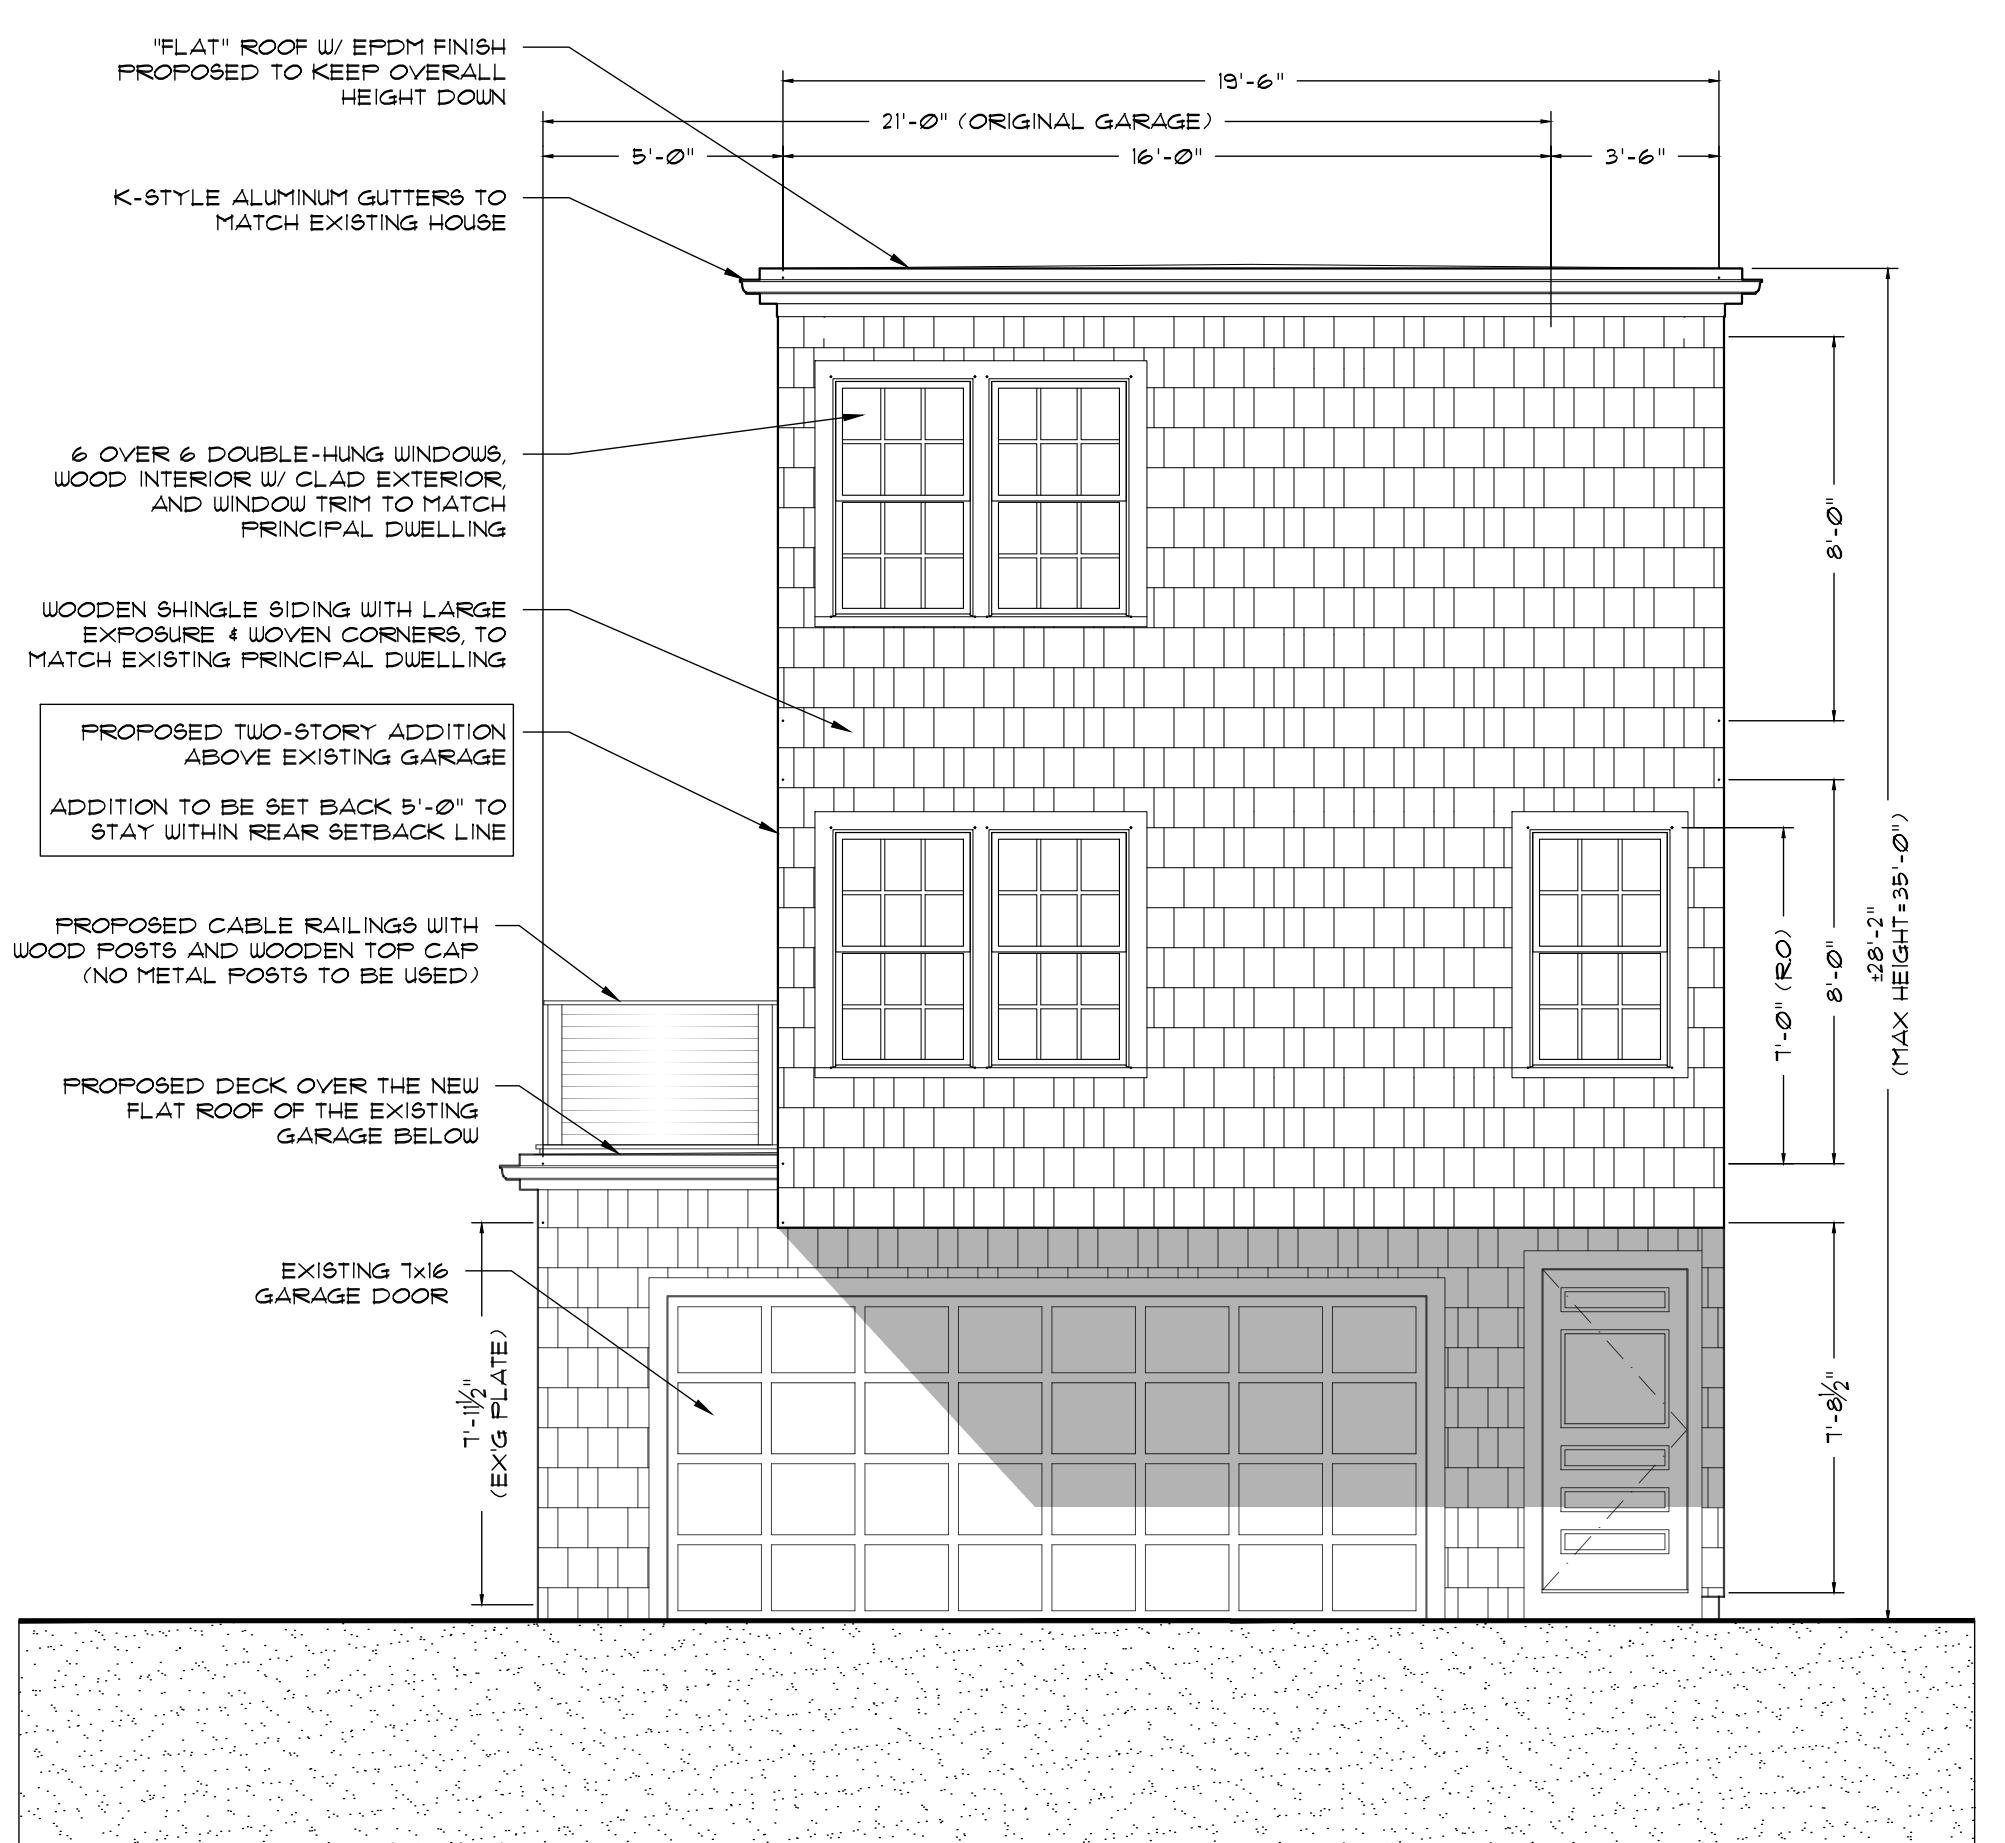 "FLAT" ROOF W/ EPDM FINISH
PROPOSED TO KEEP OVERALL
HEIGHT DOWN
19'-6"
21'-0" (ORIGINAL GARAGE)
5'-0"
16'-0"
3'-6"
K-STYLE ALUMINUM GUTTERS TO
MATCH EXISTING HOUSE
6 OVER 6 DOUBLE-HUNG WINDOWS,
WOOD INTERIOR W/ CLAD EXTERIOR,
AND WINDOW TRIM TO MATCH
PRINCIPAL DWELLING
8'-0"
WOODEN SHINGLE SIDING WITH LARGE
EXPOSURE & WOVEN CORNERS, TO
MATCH EXISTING PRINCIPAL DWELLING
PROPOSED TWO-STORY ADDITION
ABOVE EXISTING GARAGE
ADDITION TO BE SET BACK 5'-0" TO
STAY WITHIN REAR SETBACK LINE
PROPOSED CABLE RAILINGS WITH
WOOD POSTS AND WOODEN TOP CAP
(NO METAL POSTS TO BE USED)
7'-0" (R.O)
8'-0"
±28'-2"
(MAX HEIGHT=35'-0")
PROPOSED DECK OVER THE NEW
FLAT ROOF OF THE EXISTING
GARAGE BELOW
EXISTING 7x16
GARAGE DOOR
7'-11½"
(EX'G PLATE)
7'-8½"